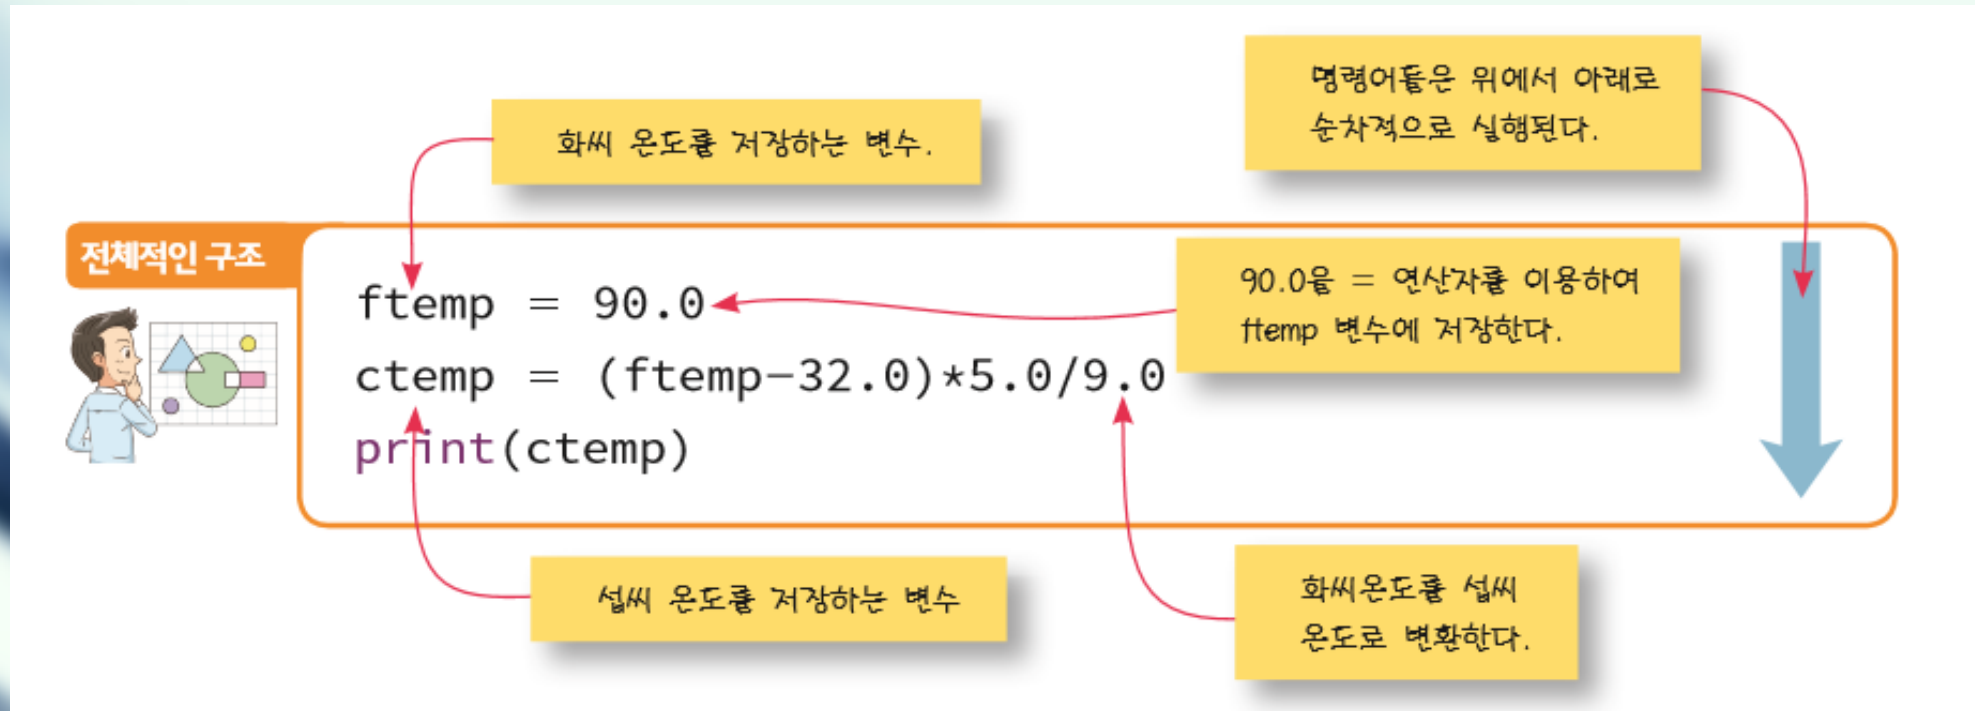 명령어들은 위에서 아래로
순차적으로 실행된다.
화씨 온도를 저장하는 변수.
전체적인 구조
90.0을 = 연산자를 이용하여
ftemp 변수에 저장한다.
ftemp = 90.0
ctemp = (ftemp-32.0)*5.0/9.0
print(ctemp)
섭씨 온도를 저장하는 변수
화씨온도를 섭씨
온도로 변환한다.